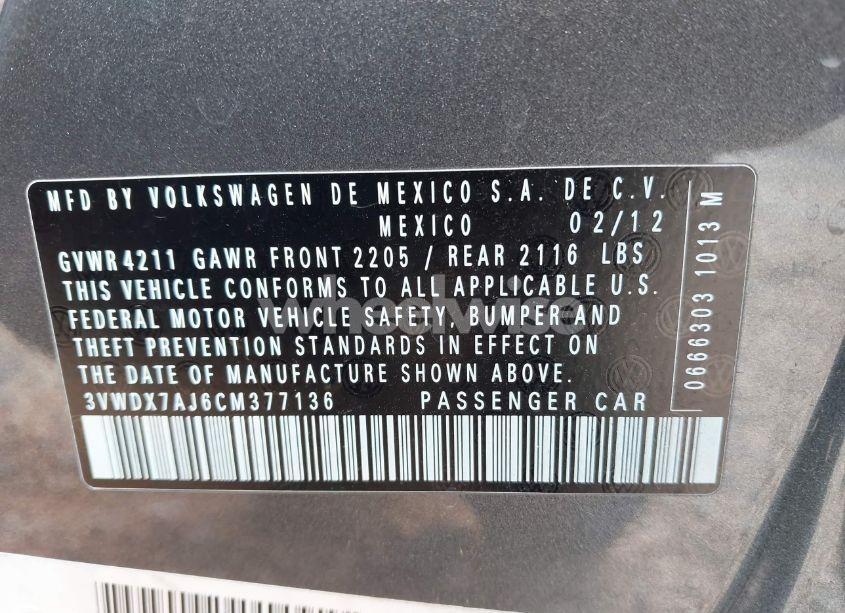 MFD BY VOLKSWAGEN DE MEXICO S.A. DE C.V.
MEXICO 02/12
GVWR 4211 GAWR FRONT 2205 / REAR 2116 LBS
THIS VEHICLE CONFORMS TO ALL APPLICABLE U.S.
FEDERAL MOTOR VEHICLE SAFETY, BUMPER AND
THEFT PREVENTION STANDARDS IN EFFECT ON
THE DATE OF MANUFACTURE SHOWN ABOVE.
3VWDX7AJ6CM377136 PASSENGER CAR
0666303 1013 M
wheelwise